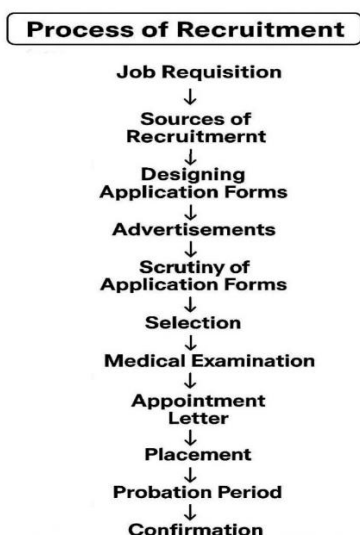 Process of Recruitment
Job Requisition
↓
Sources of
Recruitmernt
↓
Designing
Application Forms
↓
Advertisements
↓
Scrutiny of
Application Forms
↓
Selection
↓
Medical Examination
↓
Appointment
Letter
↓
Placement
↓
Probation Period
↓
Confirmation